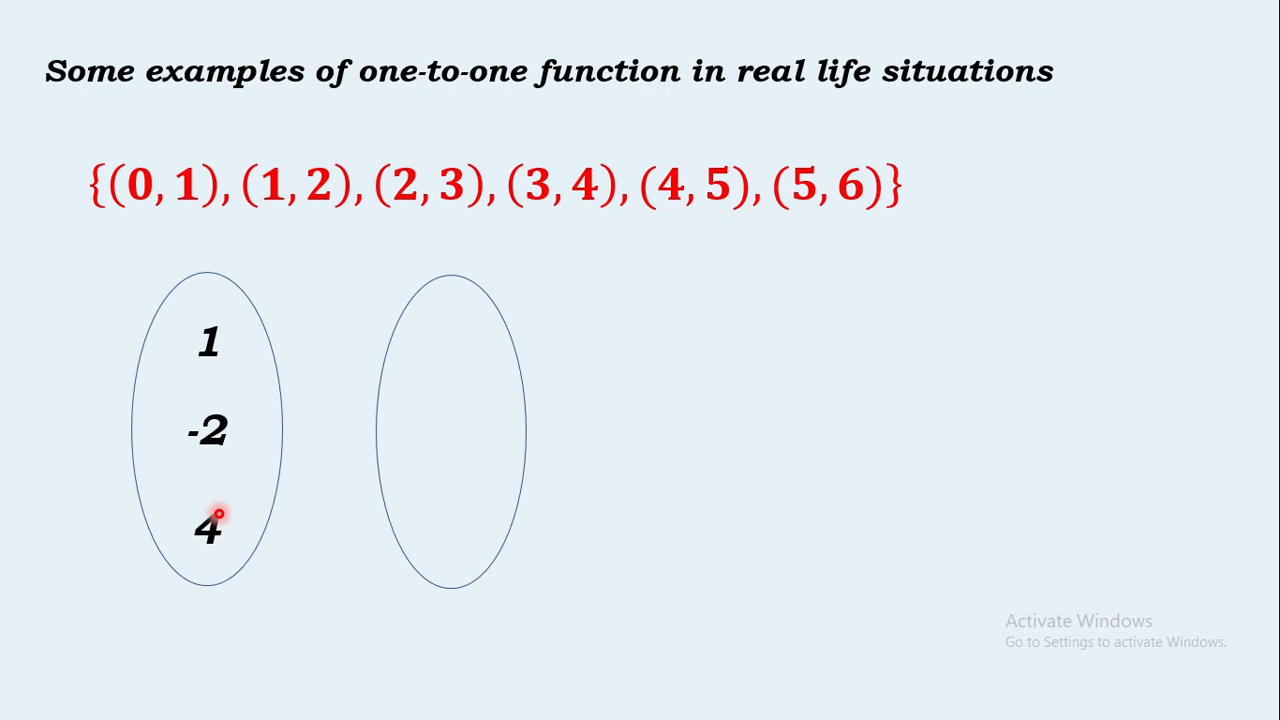 Some examples of one-to-one function in real life situations
{(0, 1), (1, 2), (2, 3), (3, 4), (4, 5), (5, 6)}
1
-2
4
Activate Windows
Go to Settings to activate Windows.